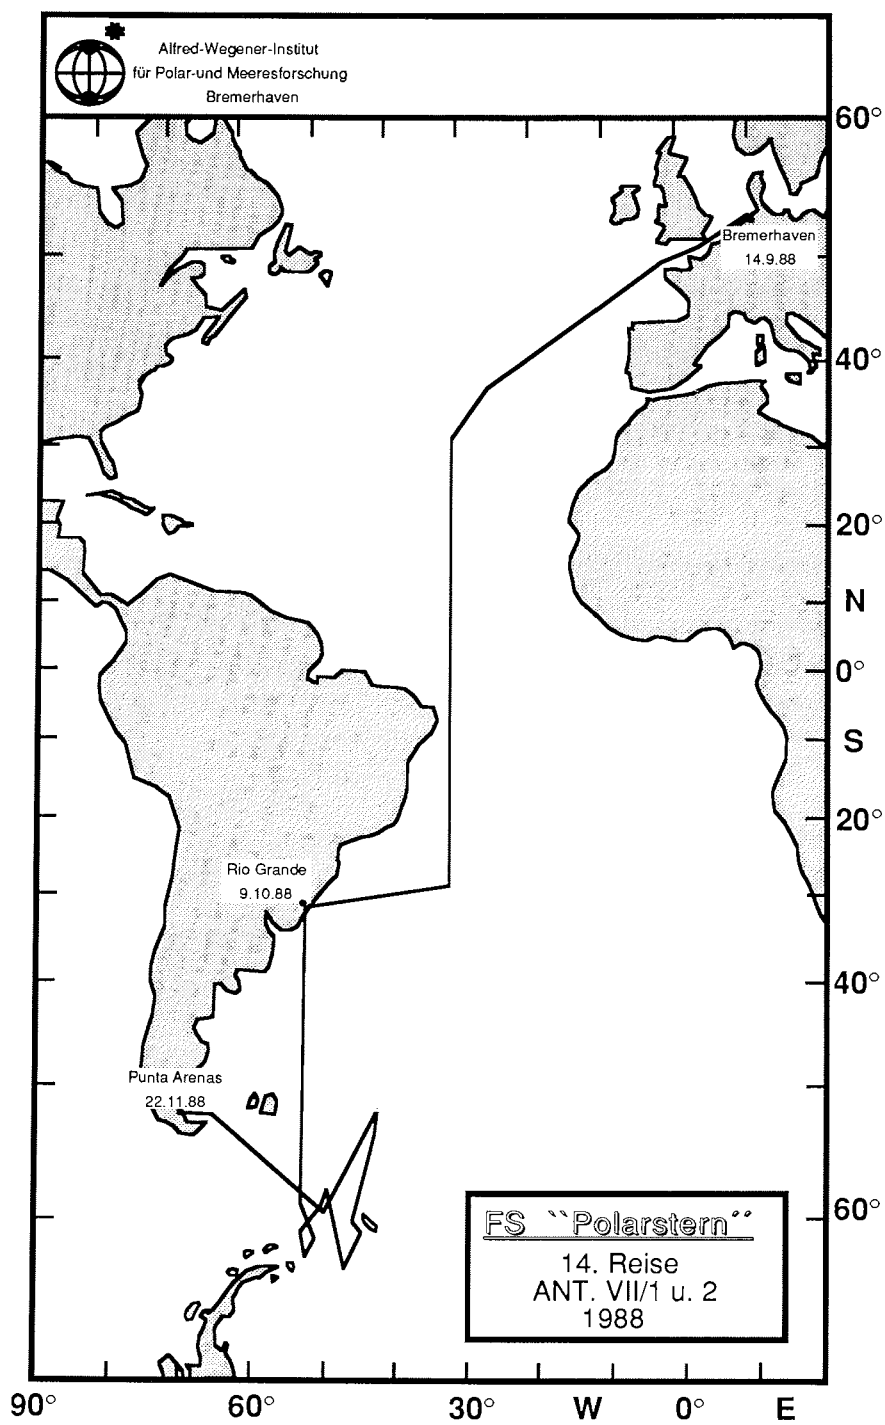 Alfred-Wegener-Institut
für Polar-und Meeresforschung
Bremerhaven
60°
Bremerhaven
14.9.88
40°
20°
N
0°
S
20°
Rio Grande
9.10.88
40°
Punta Arenas
22.11.88
60°
FS "Polarstern"
14. Reise
ANT. VII/1 u. 2
1988
90° 60° 30° W 0° E